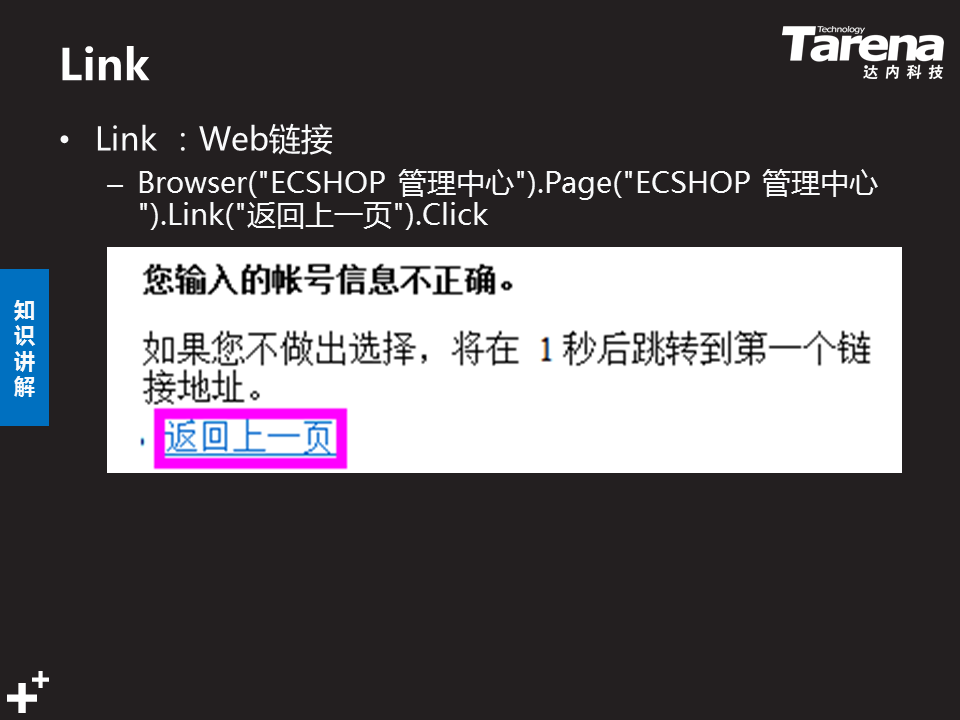 Link
Technology
Tarena
达内科技
• Link ：Web链接
– Browser("ECSHOP 管理中心").Page("ECSHOP 管理中心
").Link("返回上一页").Click
知
识
讲
解
您输入的帐号信息不正确。
如果您不做出选择，将在 1 秒后跳转到第一个链
接地址。
· 返回上一页